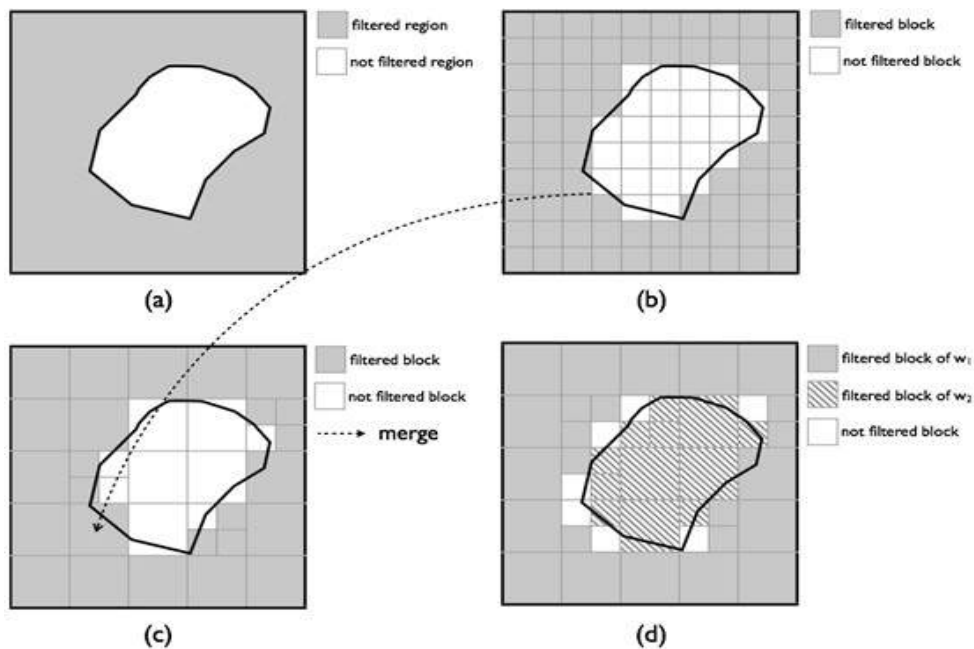 filtered region
not filtered region
(a)
filtered block
not filtered block
(b)
filtered block
not filtered block
merge
(c)
filtered block of w₁
filtered block of w₂
not filtered block
(d)